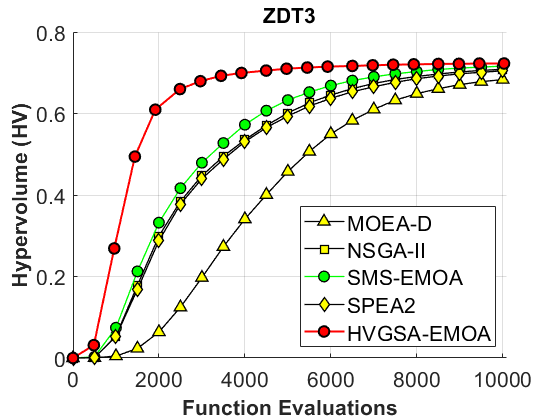 ZDT3
Hypervolume (HV)
0.8
0.6
0.4
0.2
0
0 2000 4000 6000 8000 10000
Function Evaluations
MOEA-D
NSGA-II
SMS-EMOA
SPEA2
HVGSA-EMOA